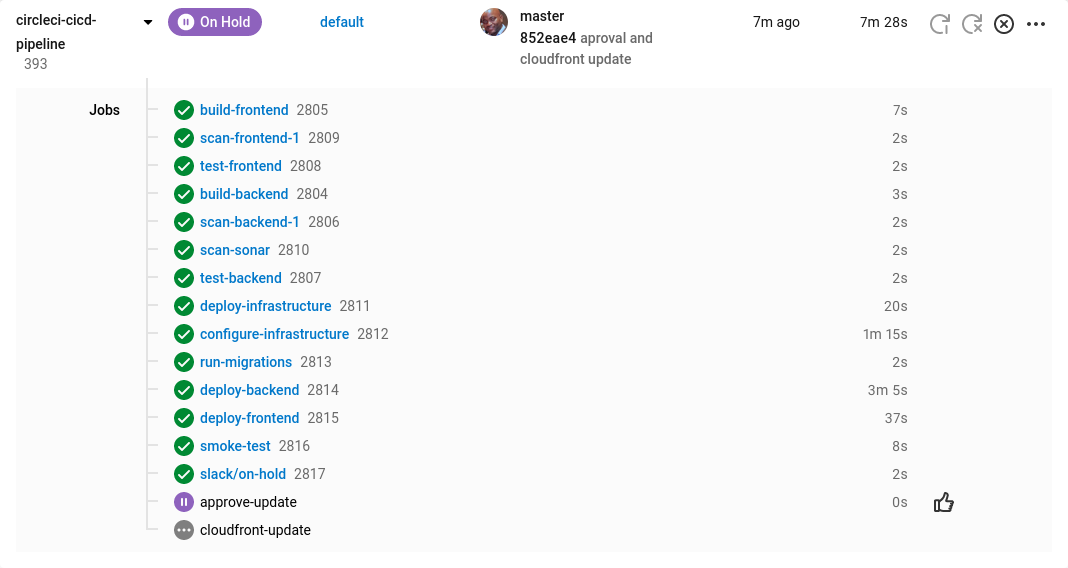 circleci-cicd-pipeline
393
On Hold
default
master
852eae4 aproval and
cloudfront update
7m ago
7m 28s
Jobs
build-frontend 2805 7s
scan-frontend-1 2809 2s
test-frontend 2808 2s
build-backend 2804 3s
scan-backend-1 2806 2s
scan-sonar 2810 2s
test-backend 2807 2s
deploy-infrastructure 2811 20s
configure-infrastructure 2812 1m 15s
run-migrations 2813 2s
deploy-backend 2814 3m 5s
deploy-frontend 2815 37s
smoke-test 2816 8s
slack/on-hold 2817 2s
approve-update 0s
cloudfront-update